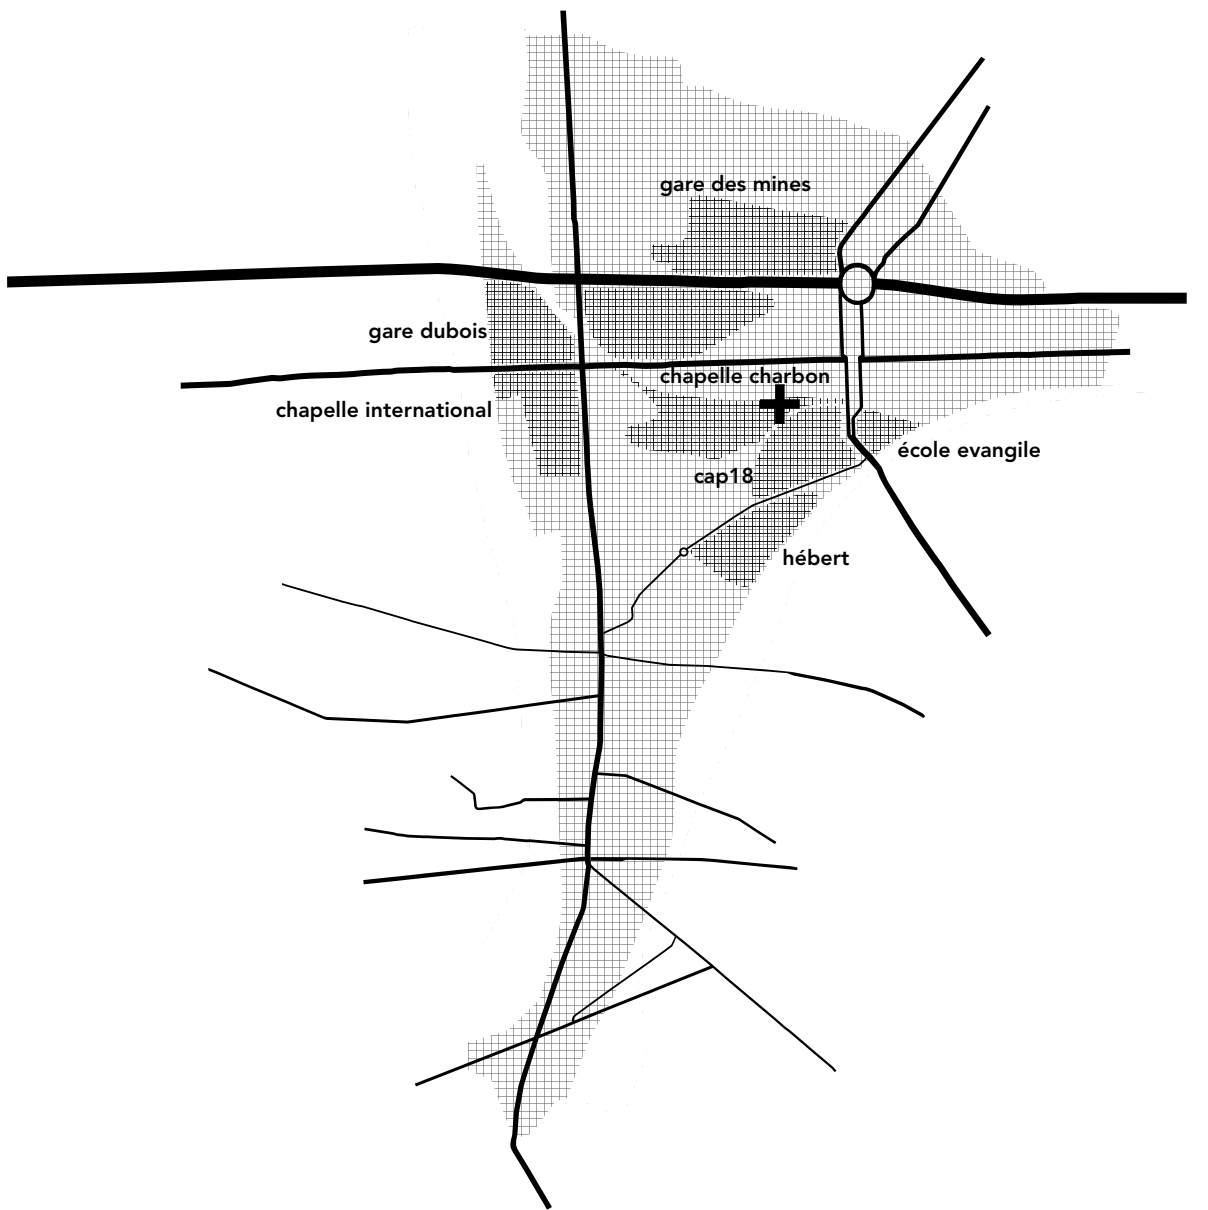 gare des mines
gare dubois
chapelle charbon
chapelle international
école evangile
cap18
hébert